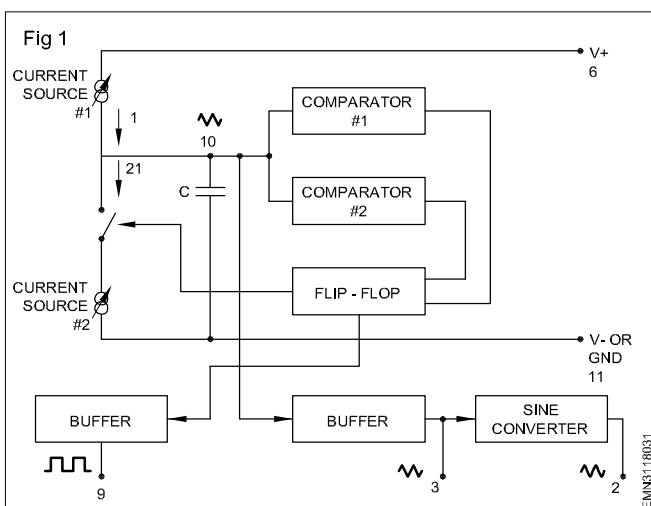 Fig 1
V+
6
CURRENT
SOURCE
#1
1
10
COMPARATOR
#1
21
C
COMPARATOR
#2
CURRENT
SOURCE
#2
FLIP - FLOP
V- OR
GND
11
BUFFER
BUFFER
SINE
CONVERTER
9
3
2
EMN3118031